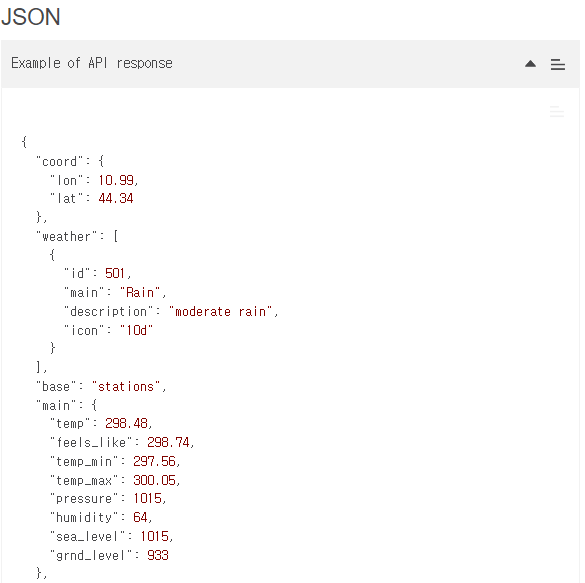 JSON
Example of API response
{
"coord": {
"lon": 10.99,
"lat": 44.34
},
"weather": [
{
"id": 501,
"main": "Rain",
"description": "moderate rain",
"icon": "10d"
}
],
"base": "stations",
"main": {
"temp": 298.48,
"feels_like": 298.74,
"temp_min": 297.56,
"temp_max": 300.05,
"pressure": 1015,
"humidity": 64,
"sea_level": 1015,
"grnd_level": 933
},